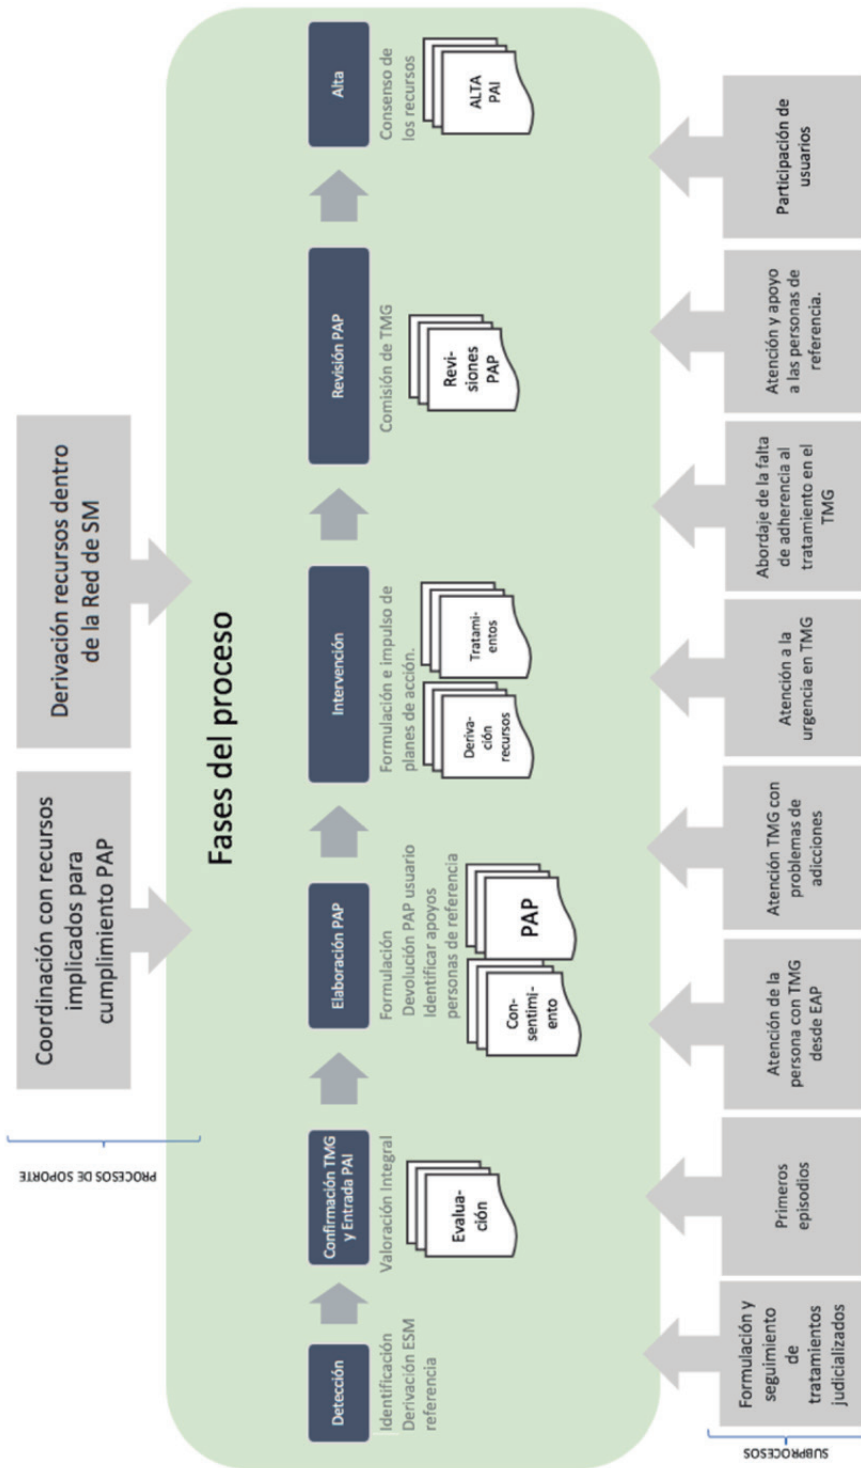 Coordinación con recursos
implicados para
cumplimiento PAP
Derivación recursos dentro
de la Red de SM
PROCESOS DE SOPORTE
Fases del proceso
Detección
Identificación
Derivación ESM
referencia
Confirmación TMG
y Entrada PAI
Valoración Integral
Evalua-
ción
Elaboración PAP
Formulación
Devolución PAP usuario
Identificar apoyos
personas de referencia
Con-
sentimi-
ento
PAP
Intervención
Formulación e impulso de
planes de acción.
Deriva-
ción
recursos
Tratami-
entos
Revisión PAP
Comisión de TMG
Revi-
siones
PAP
Alta
Consenso de
los recursos
ALTA
PAI
SUBPROCESOS
Formulación y
seguimiento
de
tratamientos
judicializados
Primeros
episodios
Atención de la
persona con TMG
desde EAP
Atención TMG con
problemas de
adicciones
Atención a la
urgencia en TMG
Abordaje de la falta
de adherencia al
tratamiento en el
TMG
Atención y apoyo
a las personas de
referencia.
Participación de
usuarios